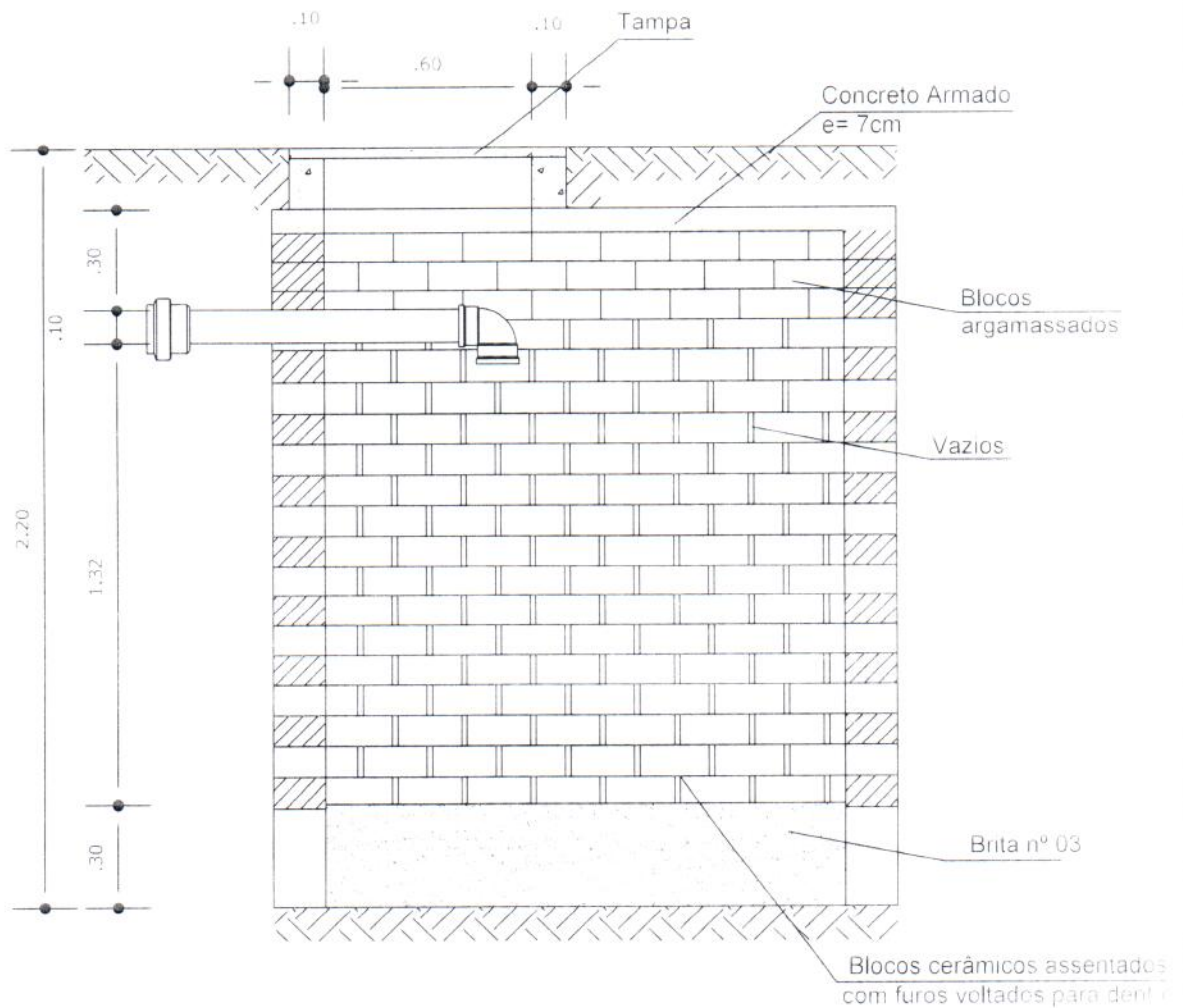 .10
.10
Tampa
.60
Concreto Armado
e= 7cm
.30
.10
Blocos
argamassados
Vazios
2.20
1.32
.30
Brita nº 03
Blocos cerâmicos assentados
com furos voltados para